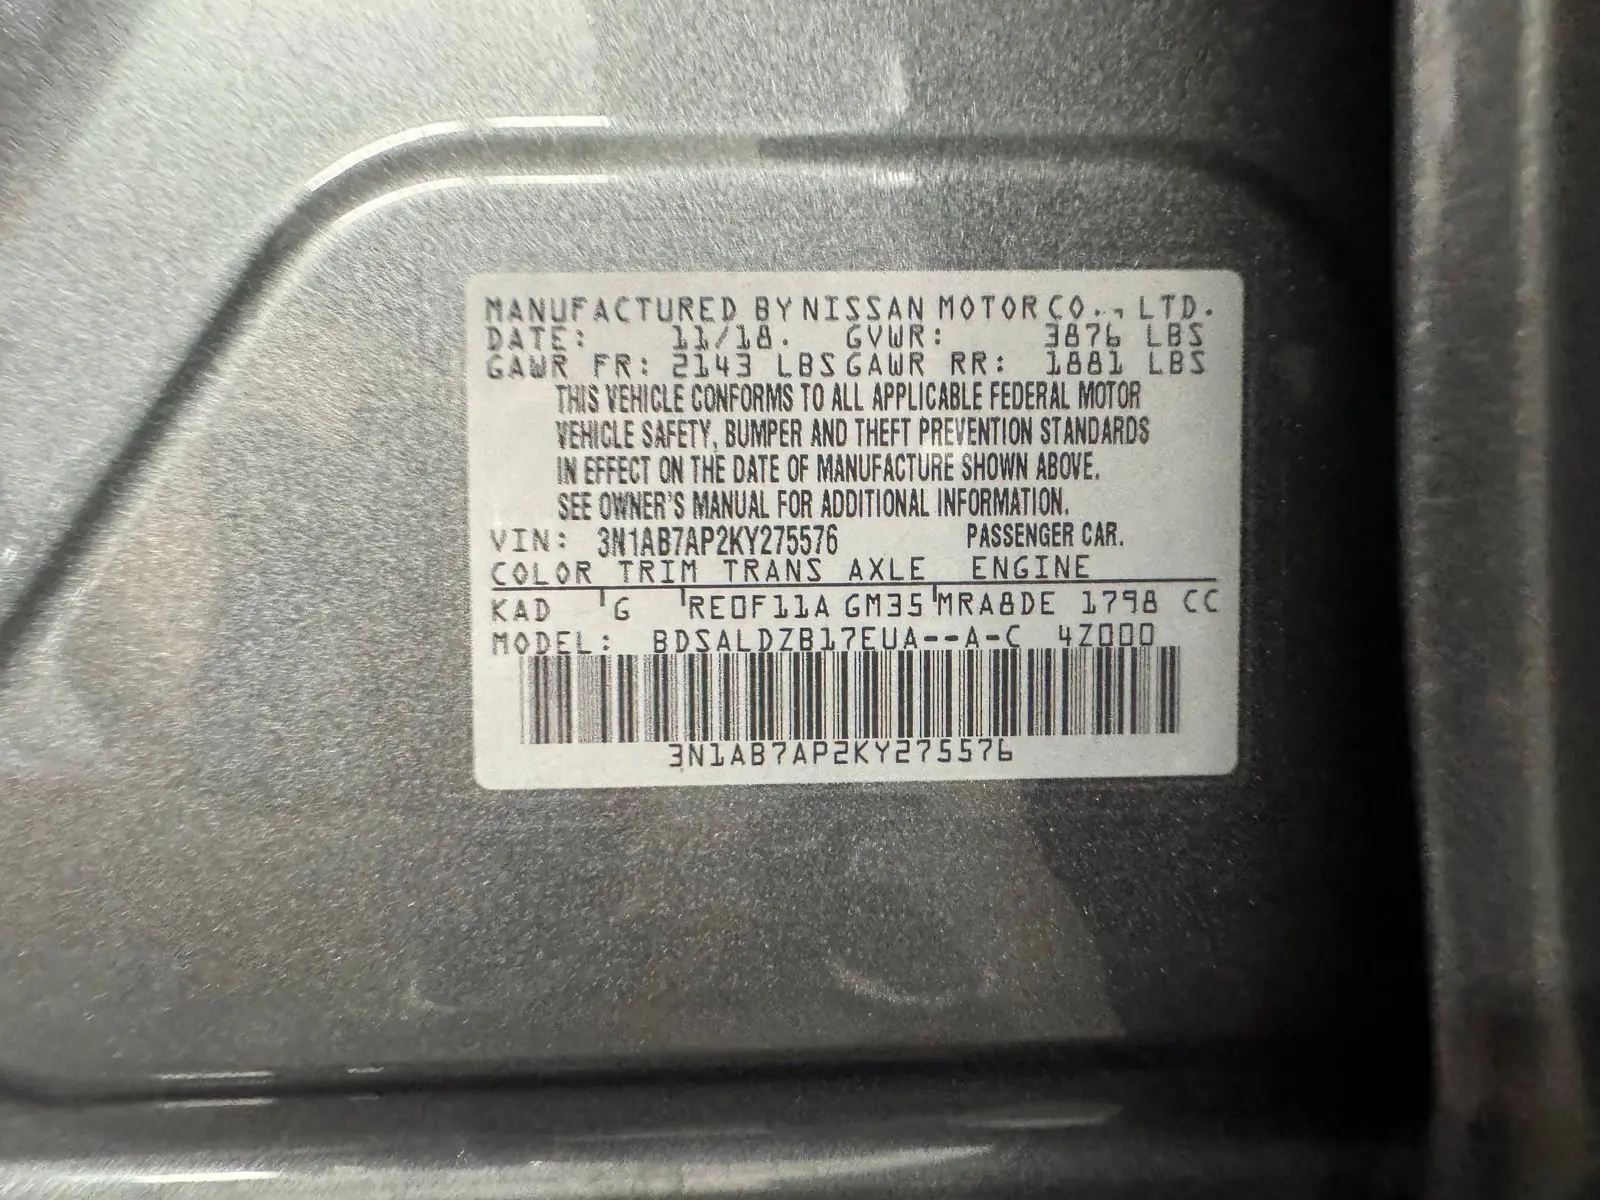 MANUFACTURED BY NISSAN MOTOR CO., LTD.
DATE: 11/18. GVWR: 3876 LBS
GAWR FR: 2143 LBS GAWR RR: 1881 LBS
THIS VEHICLE CONFORMS TO ALL APPLICABLE FEDERAL MOTOR
VEHICLE SAFETY, BUMPER AND THEFT PREVENTION STANDARDS
IN EFFECT ON THE DATE OF MANUFACTURE SHOWN ABOVE.
SEE OWNER'S MANUAL FOR ADDITIONAL INFORMATION.
VIN: 3N1AB7AP2KY275576 PASSENGER CAR.
COLOR TRIM TRANS AXLE ENGINE
KAD G RE0F11A GM35 MRA8DE 1798 CC
MODEL: BDSALDZB17EUA--A-C 4Z000
3N1AB7AP2KY275576